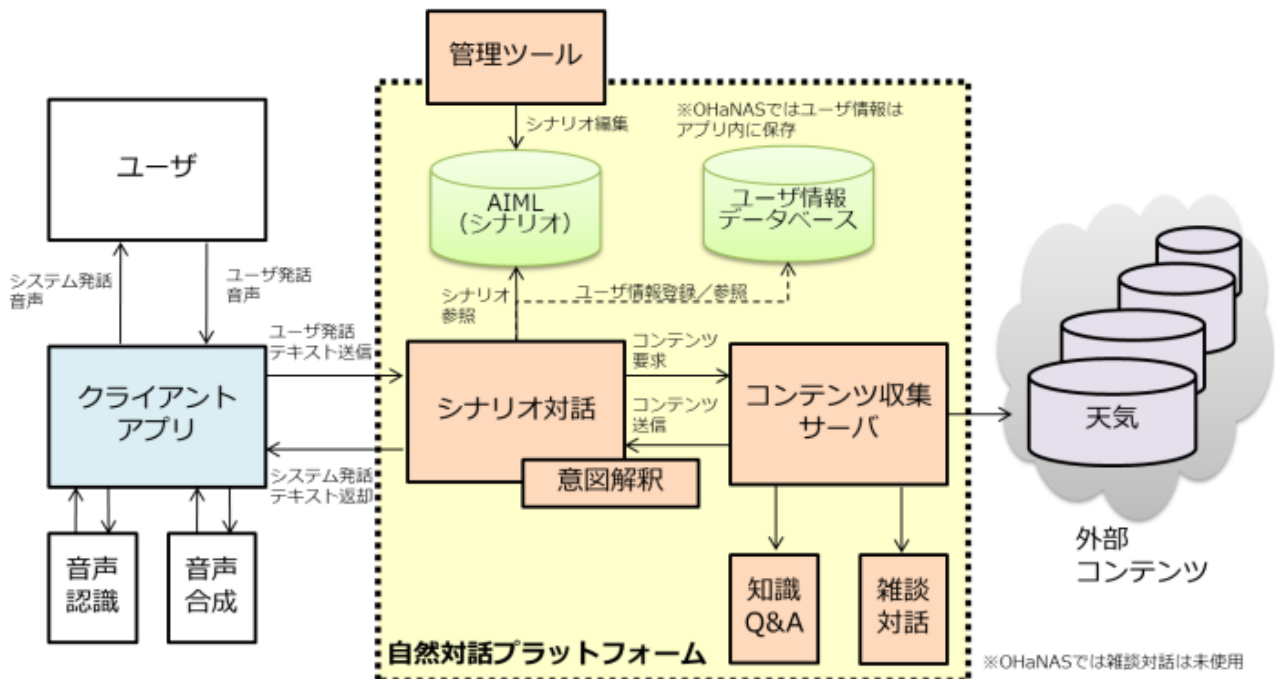 管理ツール
シナリオ編集
※OHaNASではユーザ情報は
アプリ内に保存
ユーザ
AIML
(シナリオ)
ユーザ情報
データベース
システム発話
音声
ユーザ発話
音声
シナリオ
参照
ユーザ情報登録/参照
ユーザ発話
テキスト送信
コンテンツ
要求
クライアント
アプリ
シナリオ対話
コンテンツ
送信
コンテンツ収集
サーバ
天気
システム発話
テキスト返却
意図解釈
外部
コンテンツ
音声
認識
音声
合成
知識
Q&A
雑談
対話
自然対話プラットフォーム
※OHaNASでは雑談対話は未使用